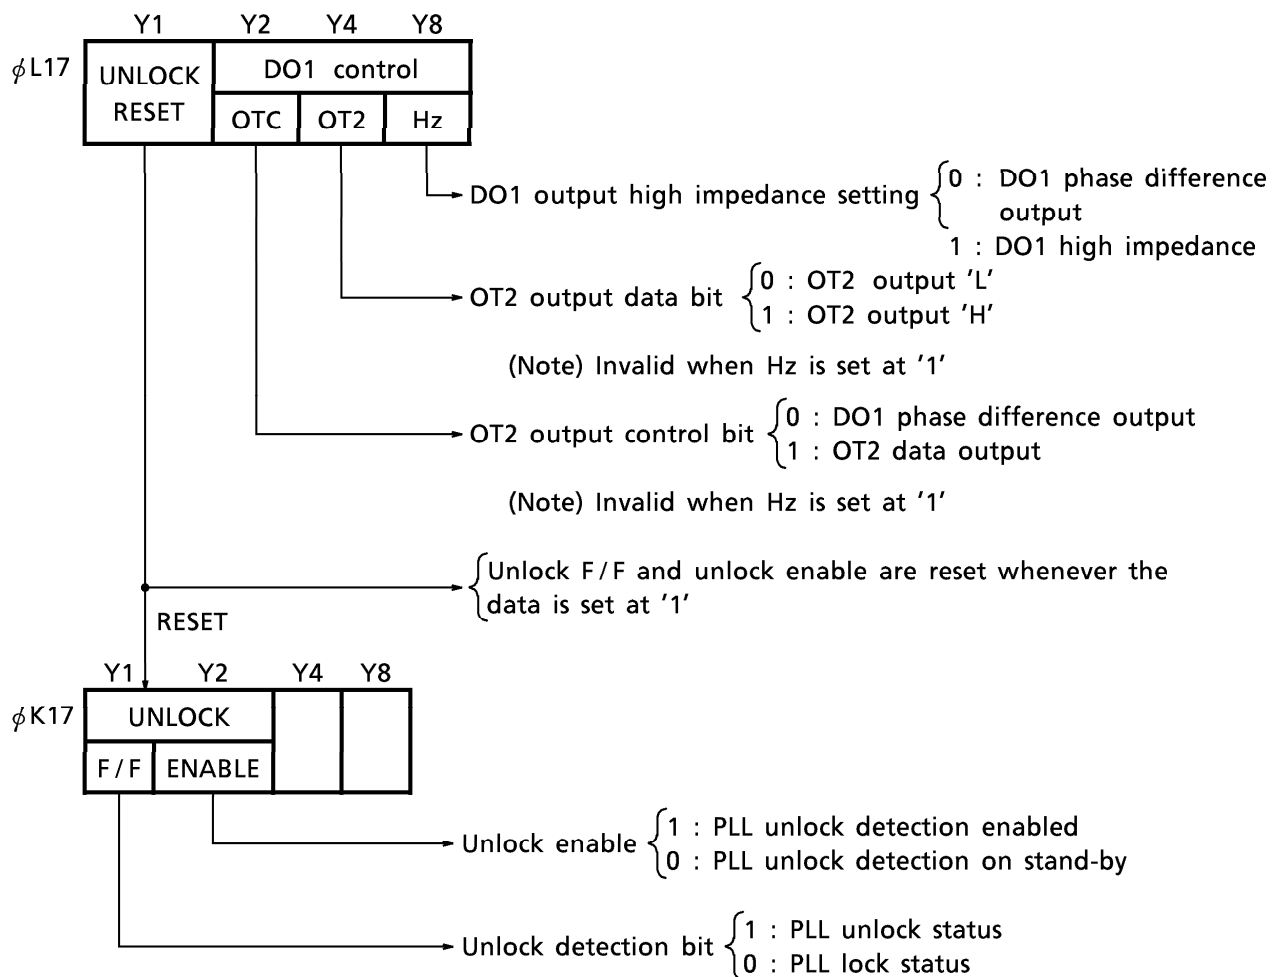 Y1 Y2 Y4 Y8
ϕL17
UNLOCK RESET
DO1 control
OTC OT2 Hz
DO1 output high impedance setting
0 : DO1 phase difference
output
1 : DO1 high impedance
OT2 output data bit
0 : OT2 output 'L'
1 : OT2 output 'H'
(Note) Invalid when Hz is set at '1'
OT2 output control bit
0 : DO1 phase difference output
1 : OT2 data output
(Note) Invalid when Hz is set at '1'
Unlock F/F and unlock enable are reset whenever the
data is set at '1'
RESET
Y1 Y2 Y4 Y8
ϕK17
UNLOCK
F/F ENABLE
Unlock enable
1 : PLL unlock detection enabled
0 : PLL unlock detection on stand-by
Unlock detection bit
1 : PLL unlock status
0 : PLL lock status